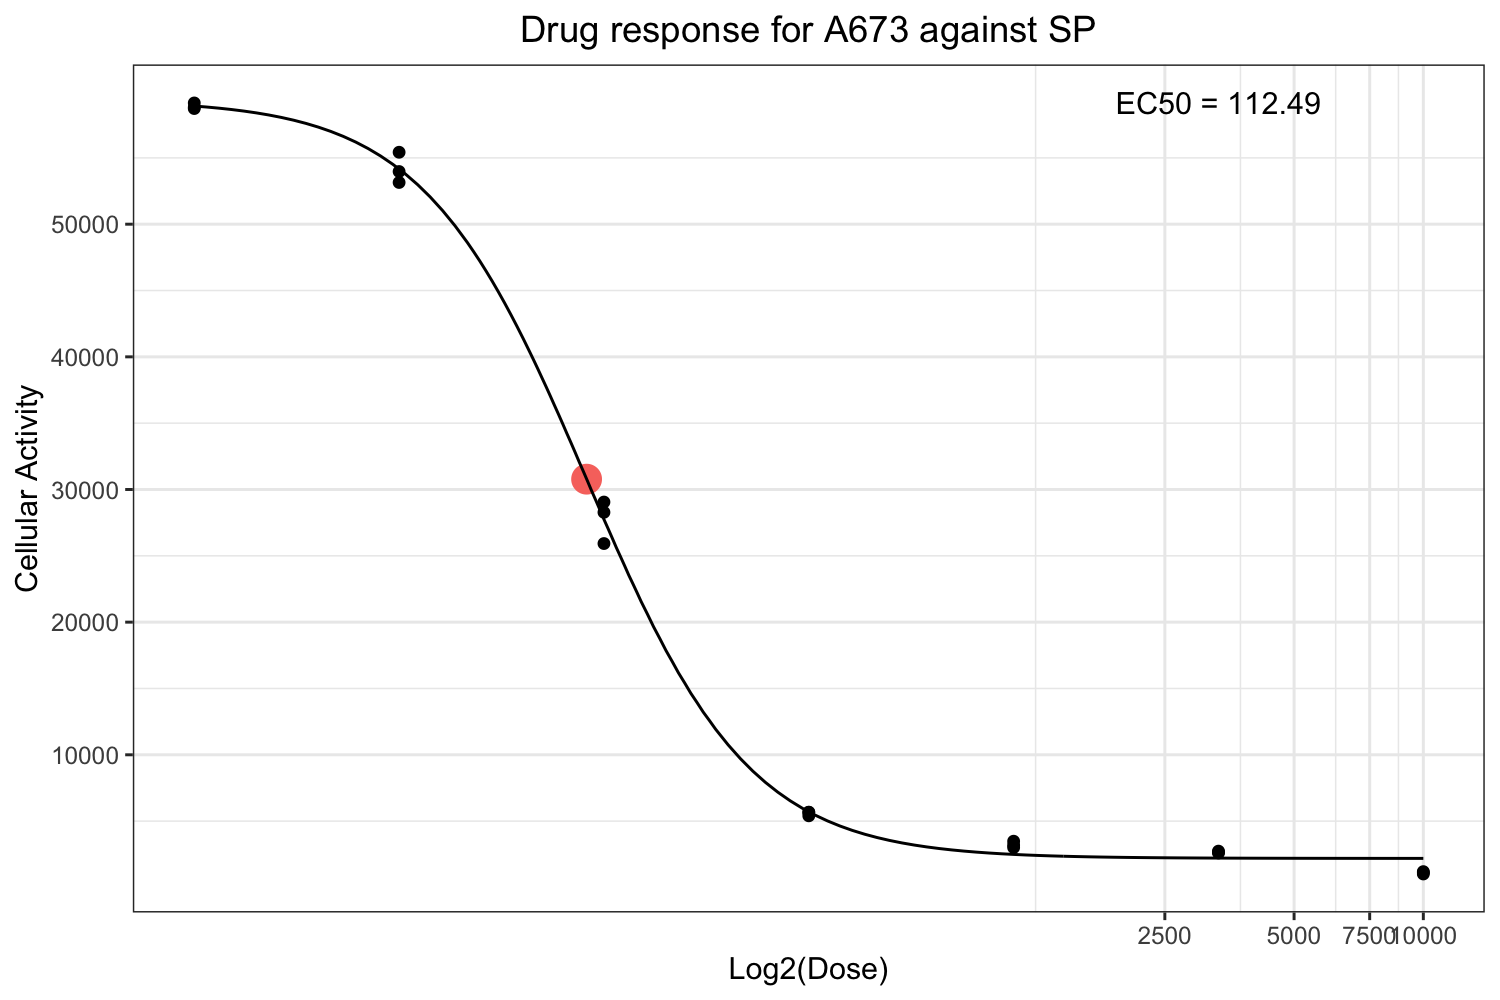 Drug response for A673 against SP
EC50 = 112.49
Cellular Activity
50000
40000
30000
20000
10000
2500 5000 7500 10000
Log2(Dose)